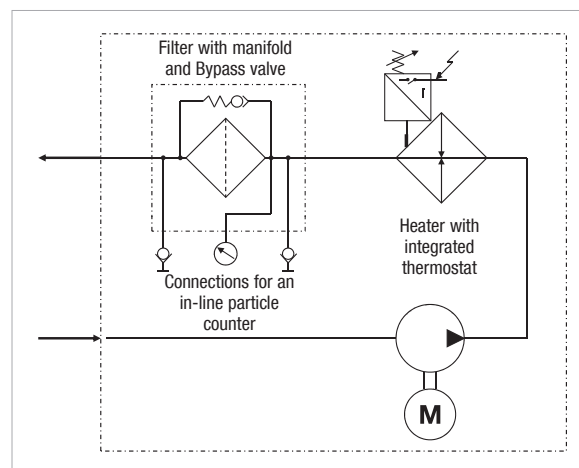 Filter with manifold
and Bypass valve
Heater with
integrated
thermostat
Connections for an
in-line particle
counter
M